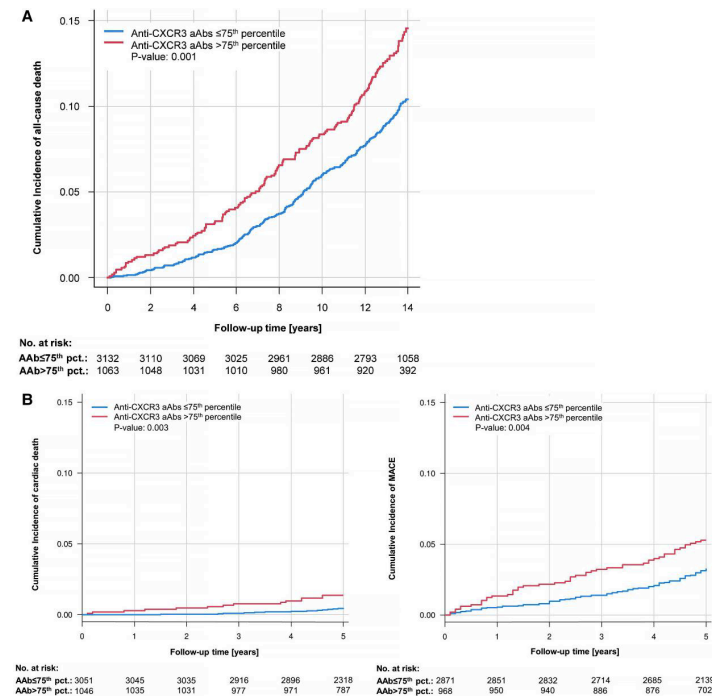 A
Anti-CXCR3 aAbs ≤75th percentile
Anti-CXCR3 aAbs >75th percentile
P-value: 0.001
Cumulative Incidence of all-cause death
0.15
0.10
0.05
0.00
0 2 4 6 8 10 12 14
Follow-up time [years]
No. at risk:
AAb≤75th pct.: 3132 3110 3069 3025 2961 2886 2793 1058
AAb>75th pct.: 1063 1048 1031 1010 980 961 920 392
B
Anti-CXCR3 aAbs ≤75th percentile
Anti-CXCR3 aAbs >75th percentile
P-value: 0.003
Cumulative Incidence of cardiac death
0.15
0.10
0.05
0.00
0 1 2 3 4 5
Follow-up time [years]
No. at risk:
AAb≤75th pct.: 3051 3045 3035 2916 2896 2318
AAb>75th pct.: 1046 1035 1031 977 971 787
Anti-CXCR3 aAbs ≤75th percentile
Anti-CXCR3 aAbs >75th percentile
P-value: 0.004
Cumulative Incidence of MACE
0.15
0.10
0.05
0.00
0 1 2 3 4 5
Follow-up time [years]
No. at risk:
AAb≤75th pct.: 2871 2851 2832 2714 2685 2139
AAb>75th pct.: 968 950 940 886 876 702